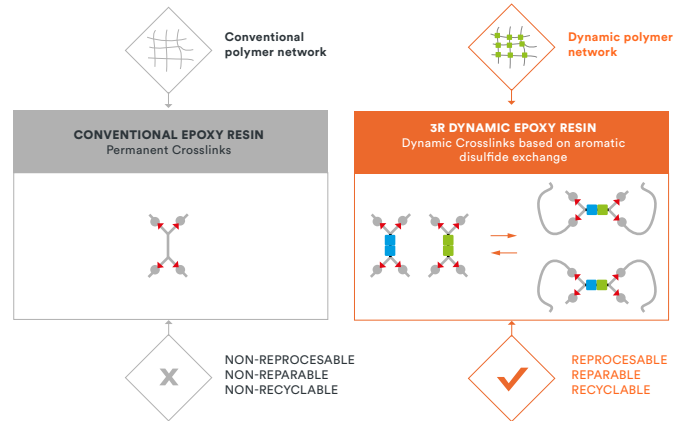 Conventional
polymer network
Dynamic polymer
network
CONVENTIONAL EPOXY RESIN
Permanent Crosslinks
3R DYNAMIC EPOXY RESIN
Dynamic Crosslinks based on aromatic
disulfide exchange
NON-REPROCESABLE
NON-REPARABLE
NON-RECYCLABLE
REPROCESABLE
REPARABLE
RECYCLABLE